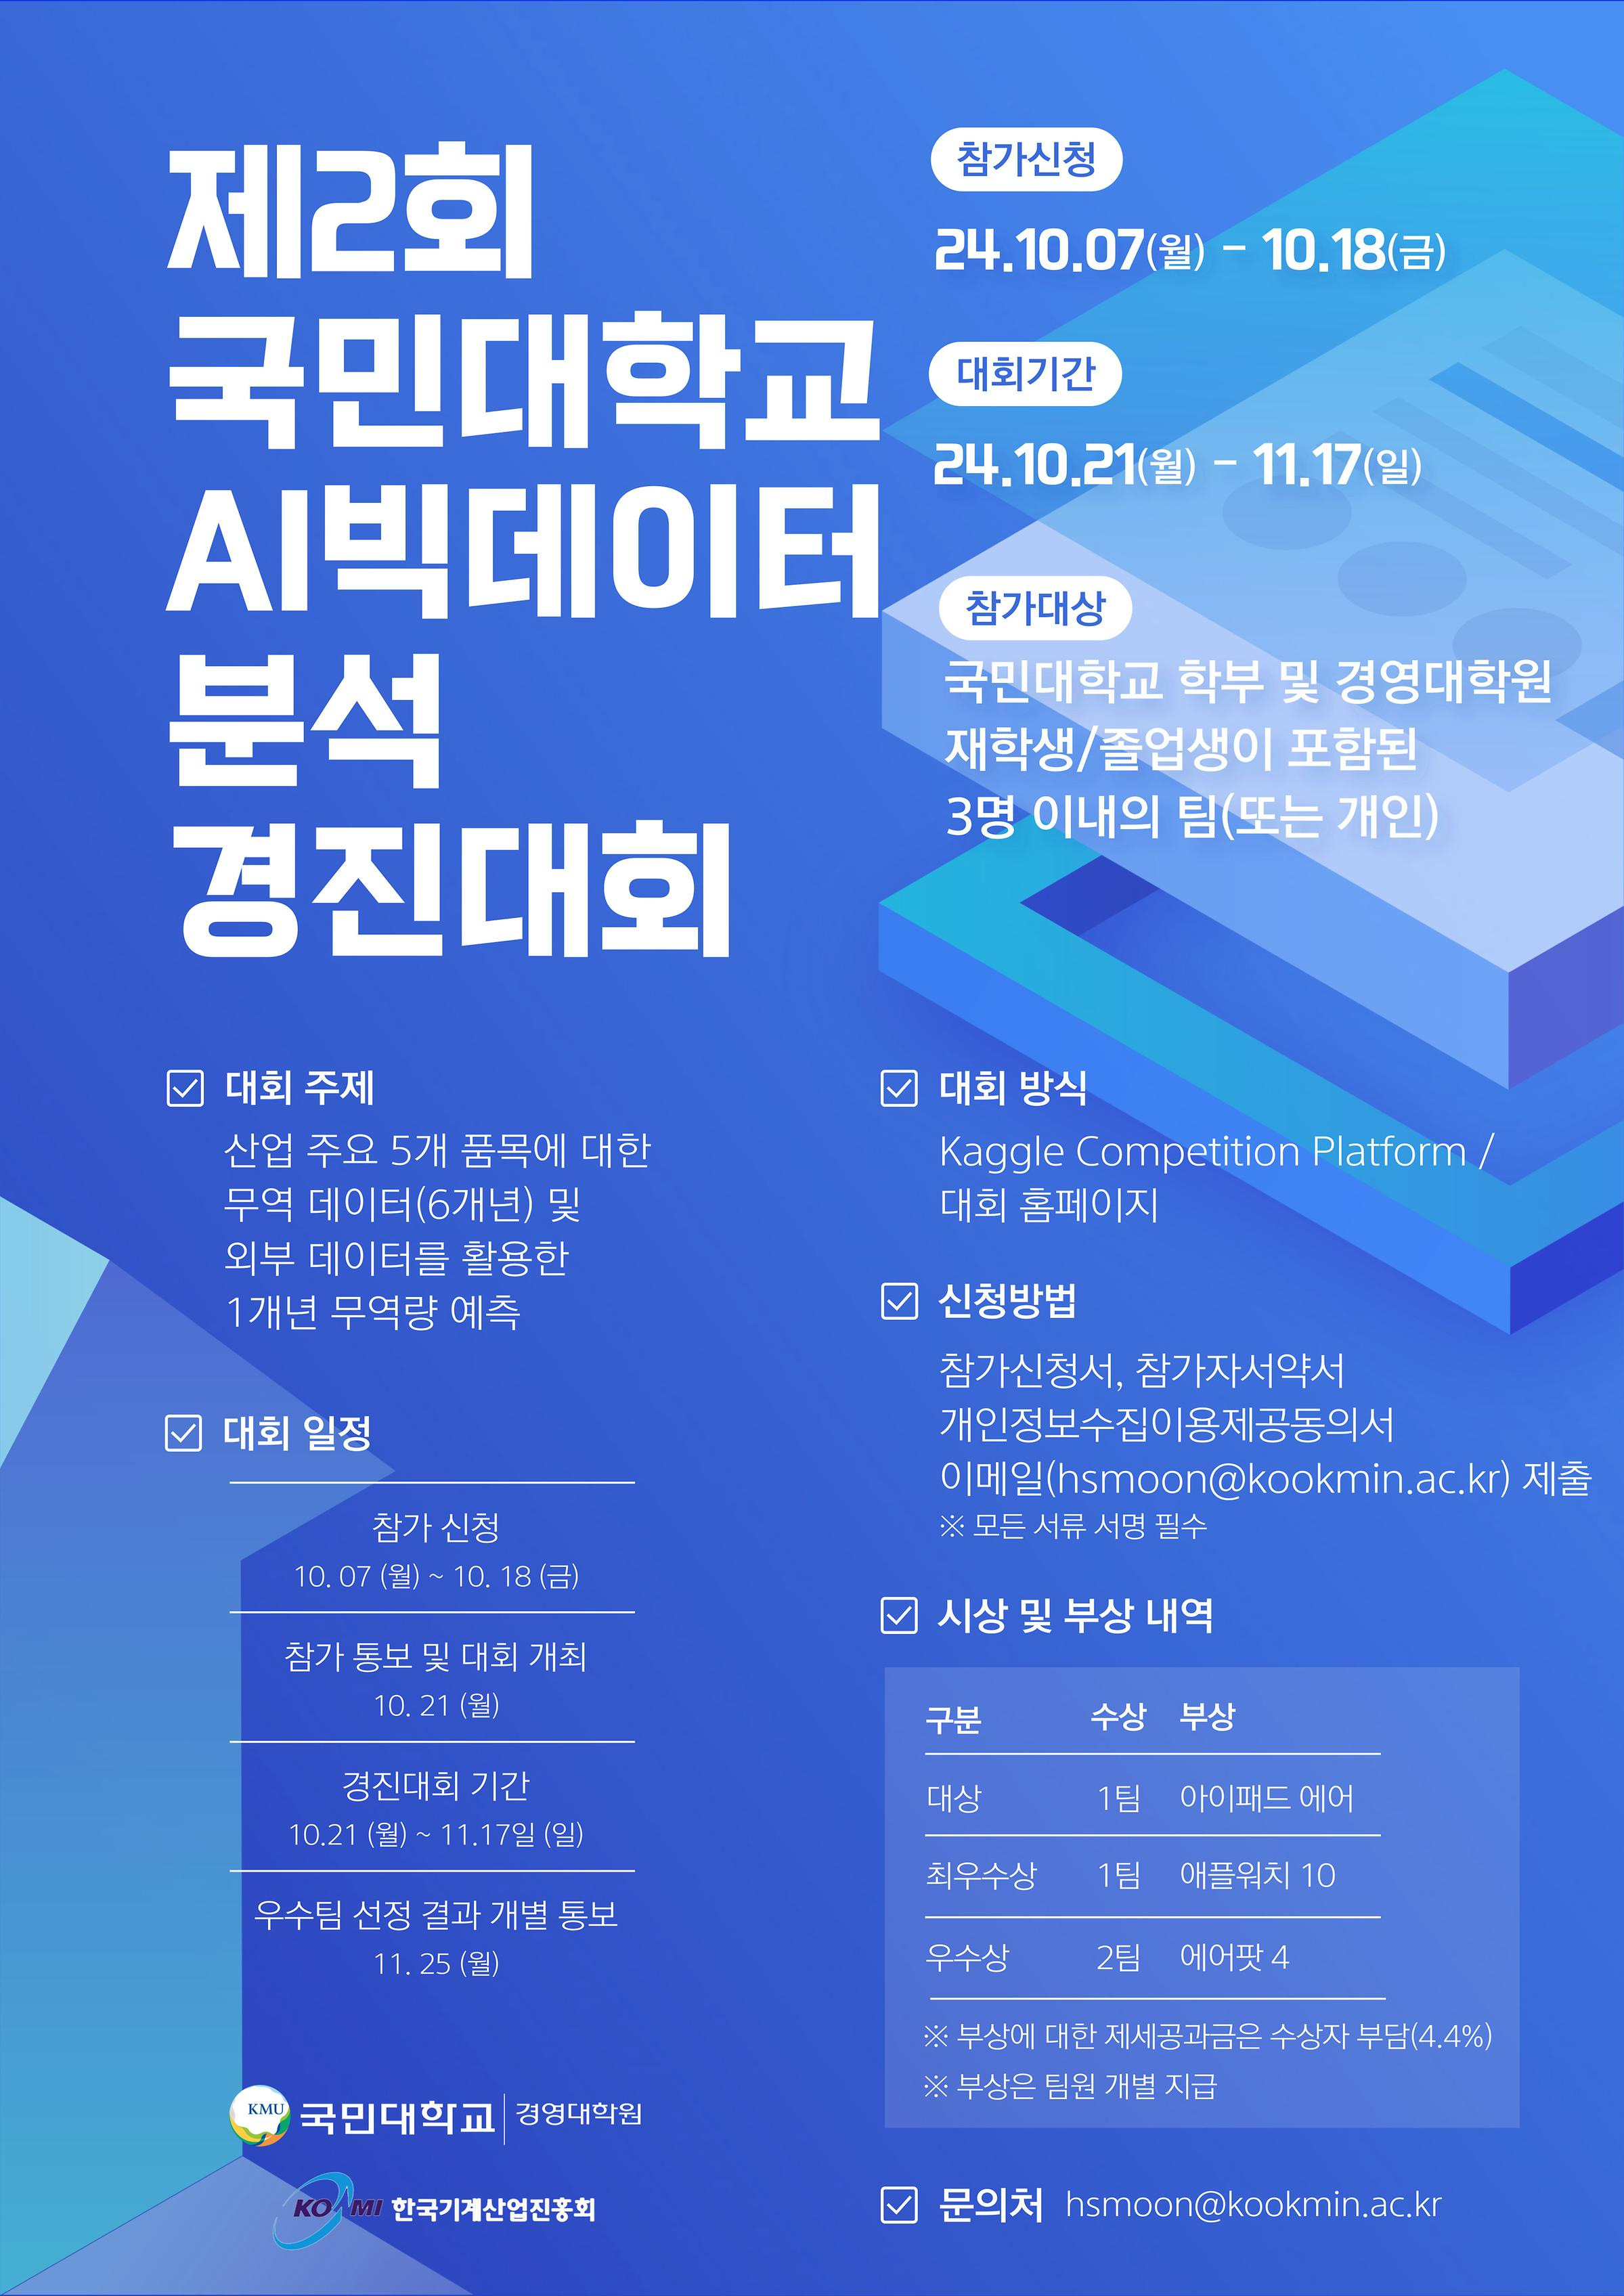 제2회
국민대학교
AI빅데이터
분석
경진대회
참가신청
24.10.07(월) - 10.18(금)
대회기간
24.10.21(월) - 11.17(일)
참가대상
국민대학교 학부 및 경영대학원
재학생/졸업생이 포함된
3명 이내의 팀(또는 개인)
대회 주제
산업 주요 5개 품목에 대한
무역 데이터(6개년) 및
외부 데이터를 활용한
1개년 무역량 예측
대회 일정
참가 신청
10. 07 (월) ~ 10. 18 (금)
참가 통보 및 대회 개최
10. 21 (월)
경진대회 기간
10.21 (월) ~ 11.17일 (일)
우수팀 선정 결과 개별 통보
11. 25 (월)
KMU 국민대학교 경영대학원
KOAMI 한국기계산업진흥회
대회 방식
Kaggle Competition Platform /
대회 홈페이지
신청방법
참가신청서, 참가자서약서
개인정보수집이용제공동의서
이메일(hsmoon@kookmin.ac.kr) 제출
※ 모든 서류 서명 필수
시상 및 부상 내역
구분 수상 부상
대상 1팀 아이패드 에어
최우수상 1팀 애플워치 10
우수상 2팀 에어팟 4
※ 부상에 대한 제세공과금은 수상자 부담(4.4%)
※ 부상은 팀원 개별 지급
문의처 hsmoon@kookmin.ac.kr